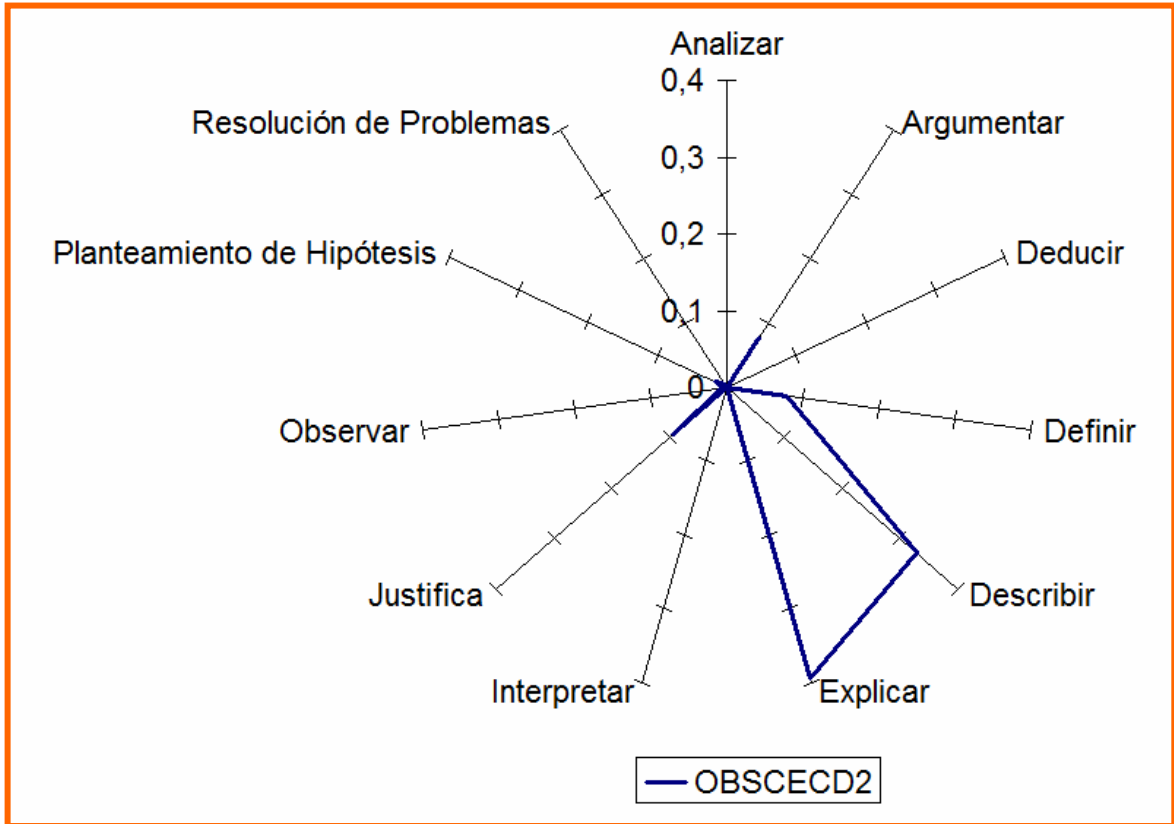 Analizar
0,4
Resolución de Problemas
Argumentar
0,3
Planteamiento de Hipótesis
0,2
Deducir
0,1
0
Observar
Definir
Justifica
Describir
Interpretar
Explicar
OBSCECD2